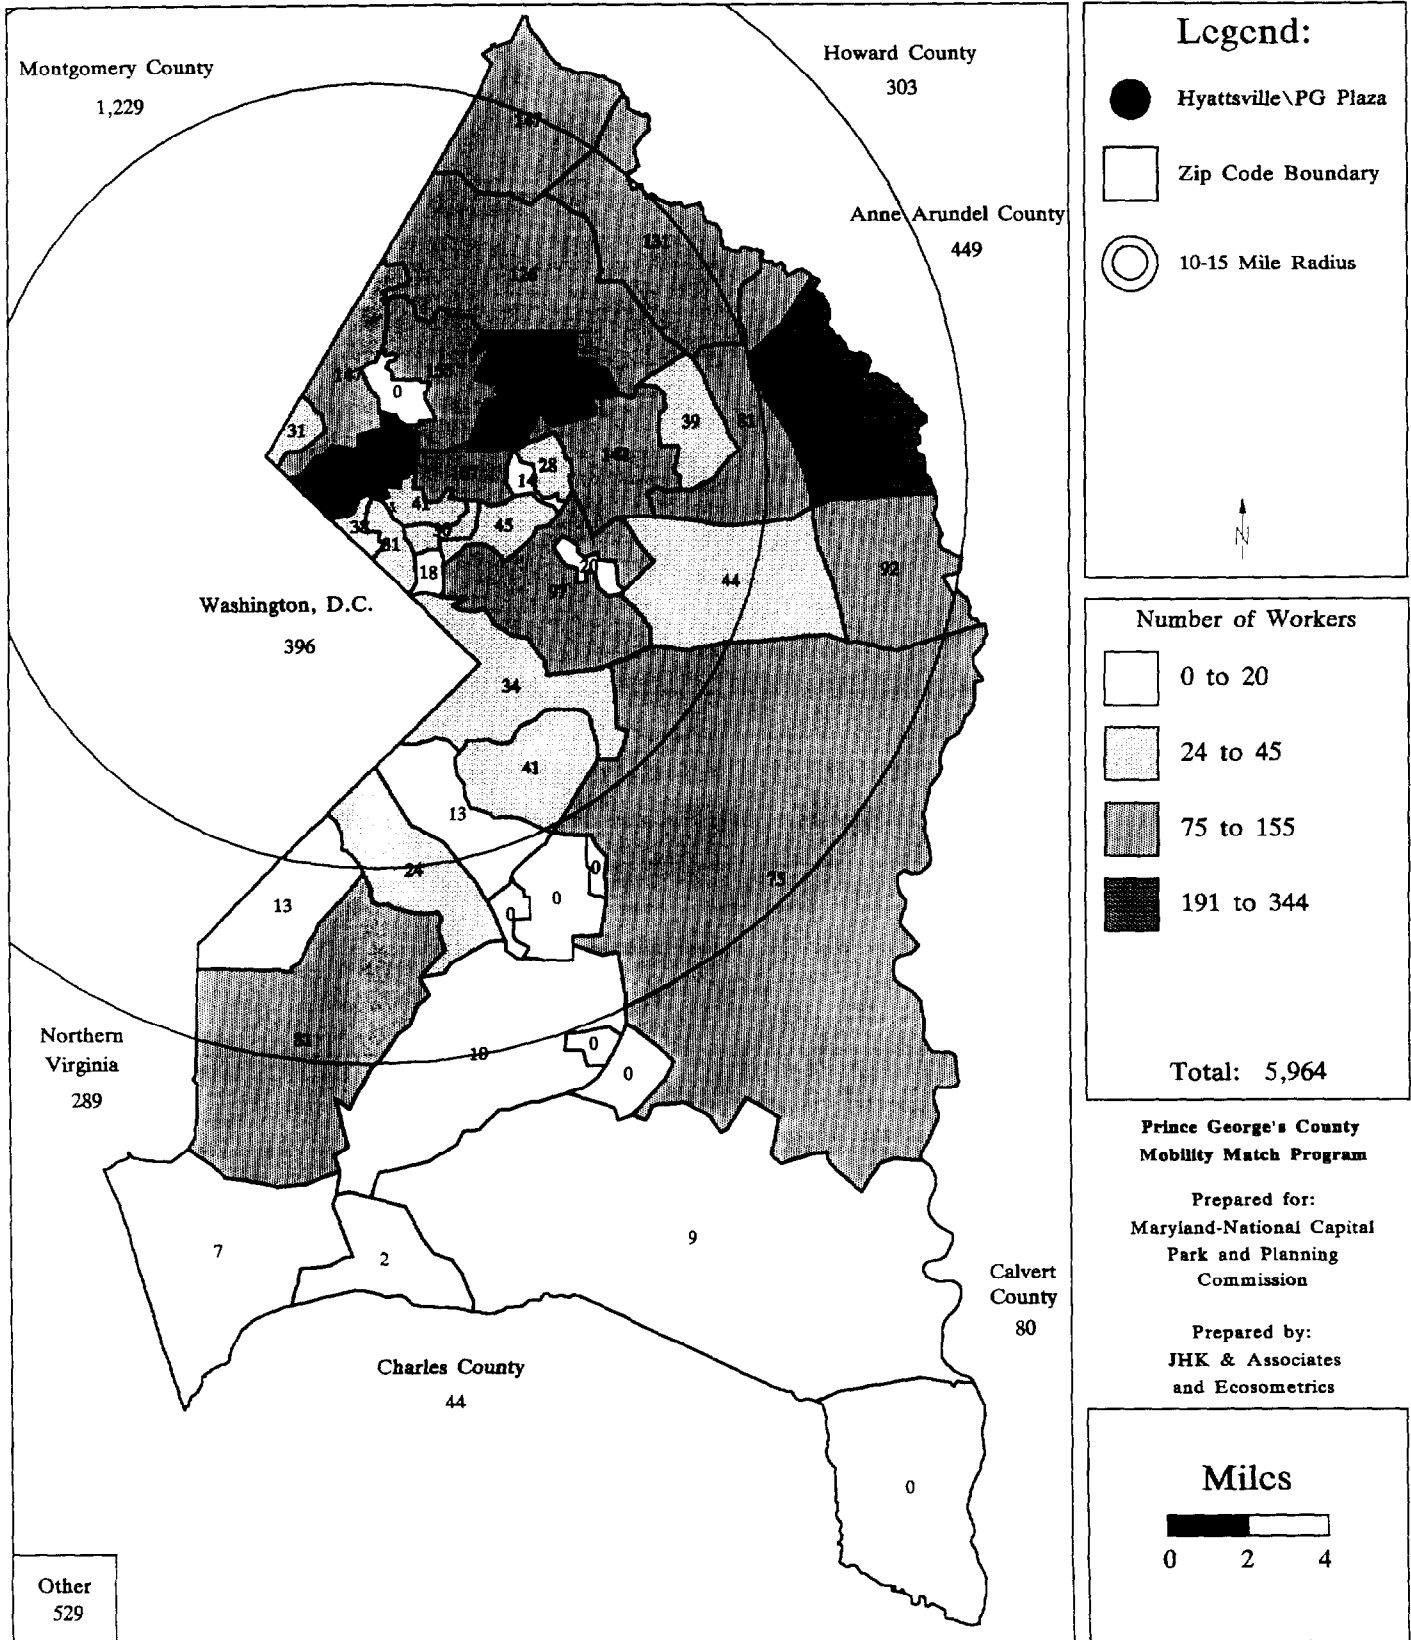 Montgomery County
1,229
Howard County
303
Anne Arundel County
449
131
0
31
39
142
28
14
41
45
31
18
20
97
44
92
Washington, D.C.
396
34
41
13
24
13
0
0
0
75
Northern
Virginia
289
0
0
7
2
9
Calvert
County
80
Charles County
44
0
Other
529
Legend:
Hyattsville\PG Plaza
Zip Code Boundary
10-15 Mile Radius
N
Number of Workers
0 to 20
24 to 45
75 to 155
191 to 344
Total: 5,964
Prince George's County
Mobility Match Program
Prepared for:
Maryland-National Capital
Park and Planning
Commission
Prepared by:
JHK & Associates
and Ecosometrics
Miles
0 2 4